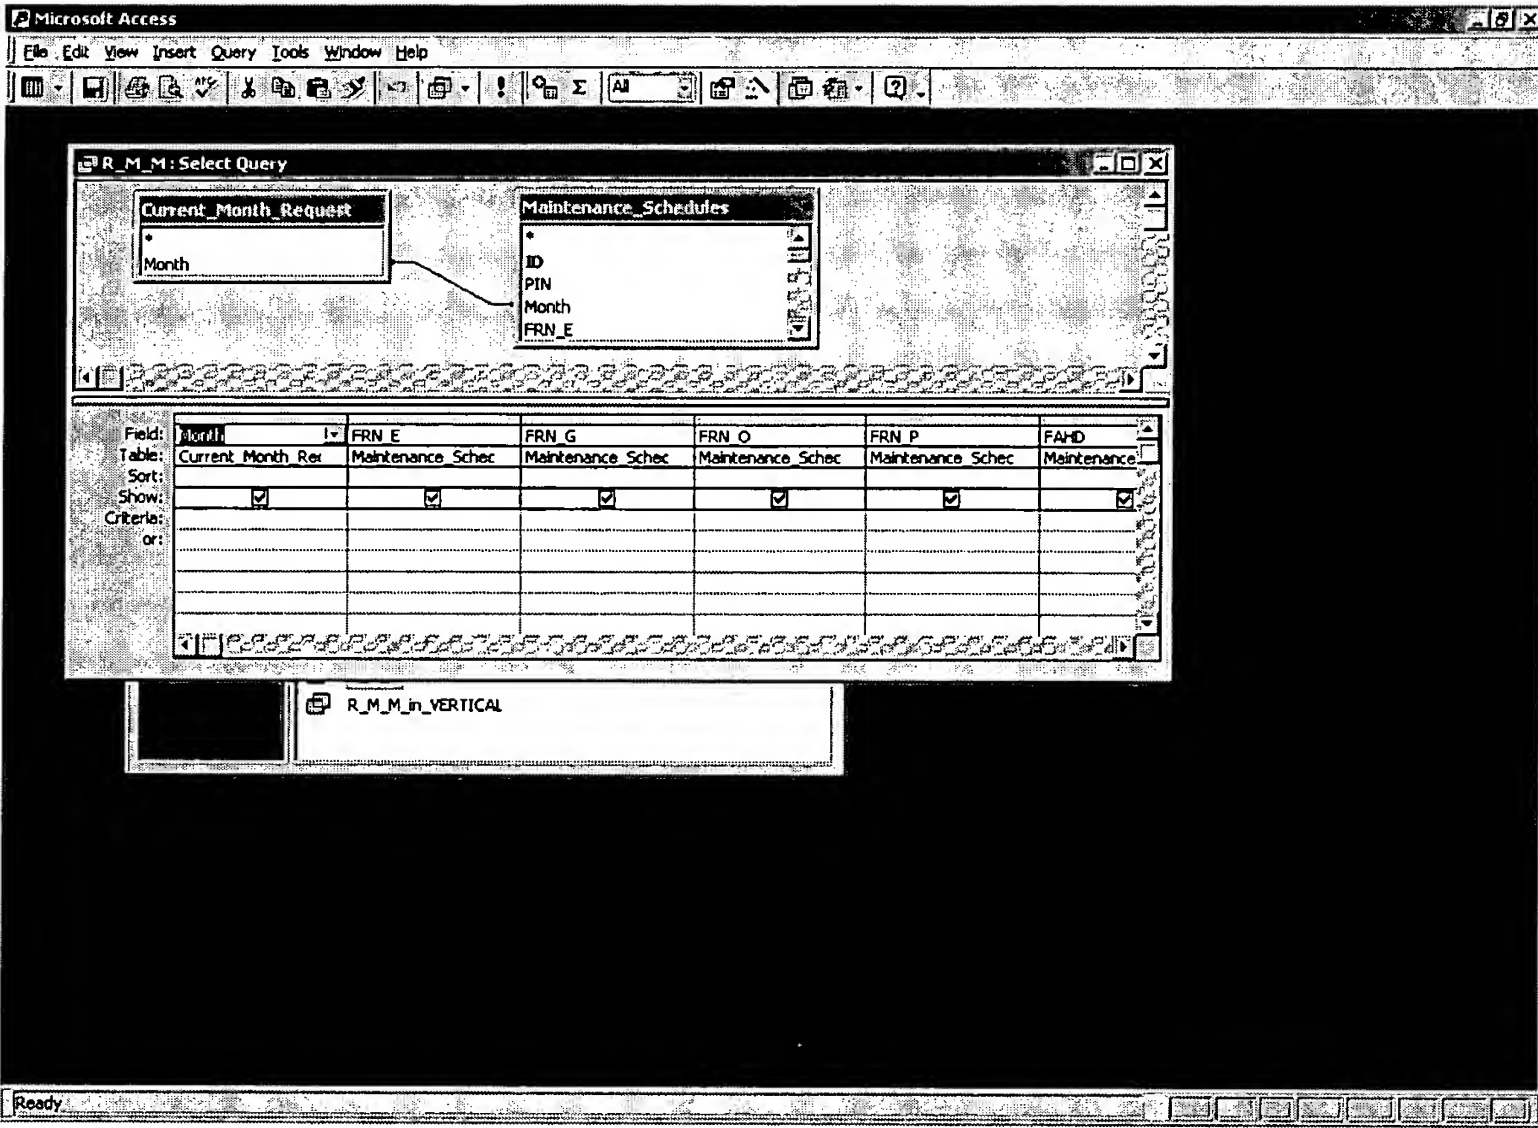 Microsoft Access
File Edit View Insert Query Tools Window Help
All
R_M_M : Select Query
Current_Month_Request
*
Month
Maintenance_Schedules
*
ID
PIN
Month
FRN_E
Field: Month FRN_E FRN_G FRN_O FRN_P FAHD
Table: Current_Month_Rec Maintenance_Schec Maintenance_Schec Maintenance_Schec Maintenance_Schec Maintenance
Sort:
Show:
Criteria:
or:
R_M_M_in_VERTICAL
Ready